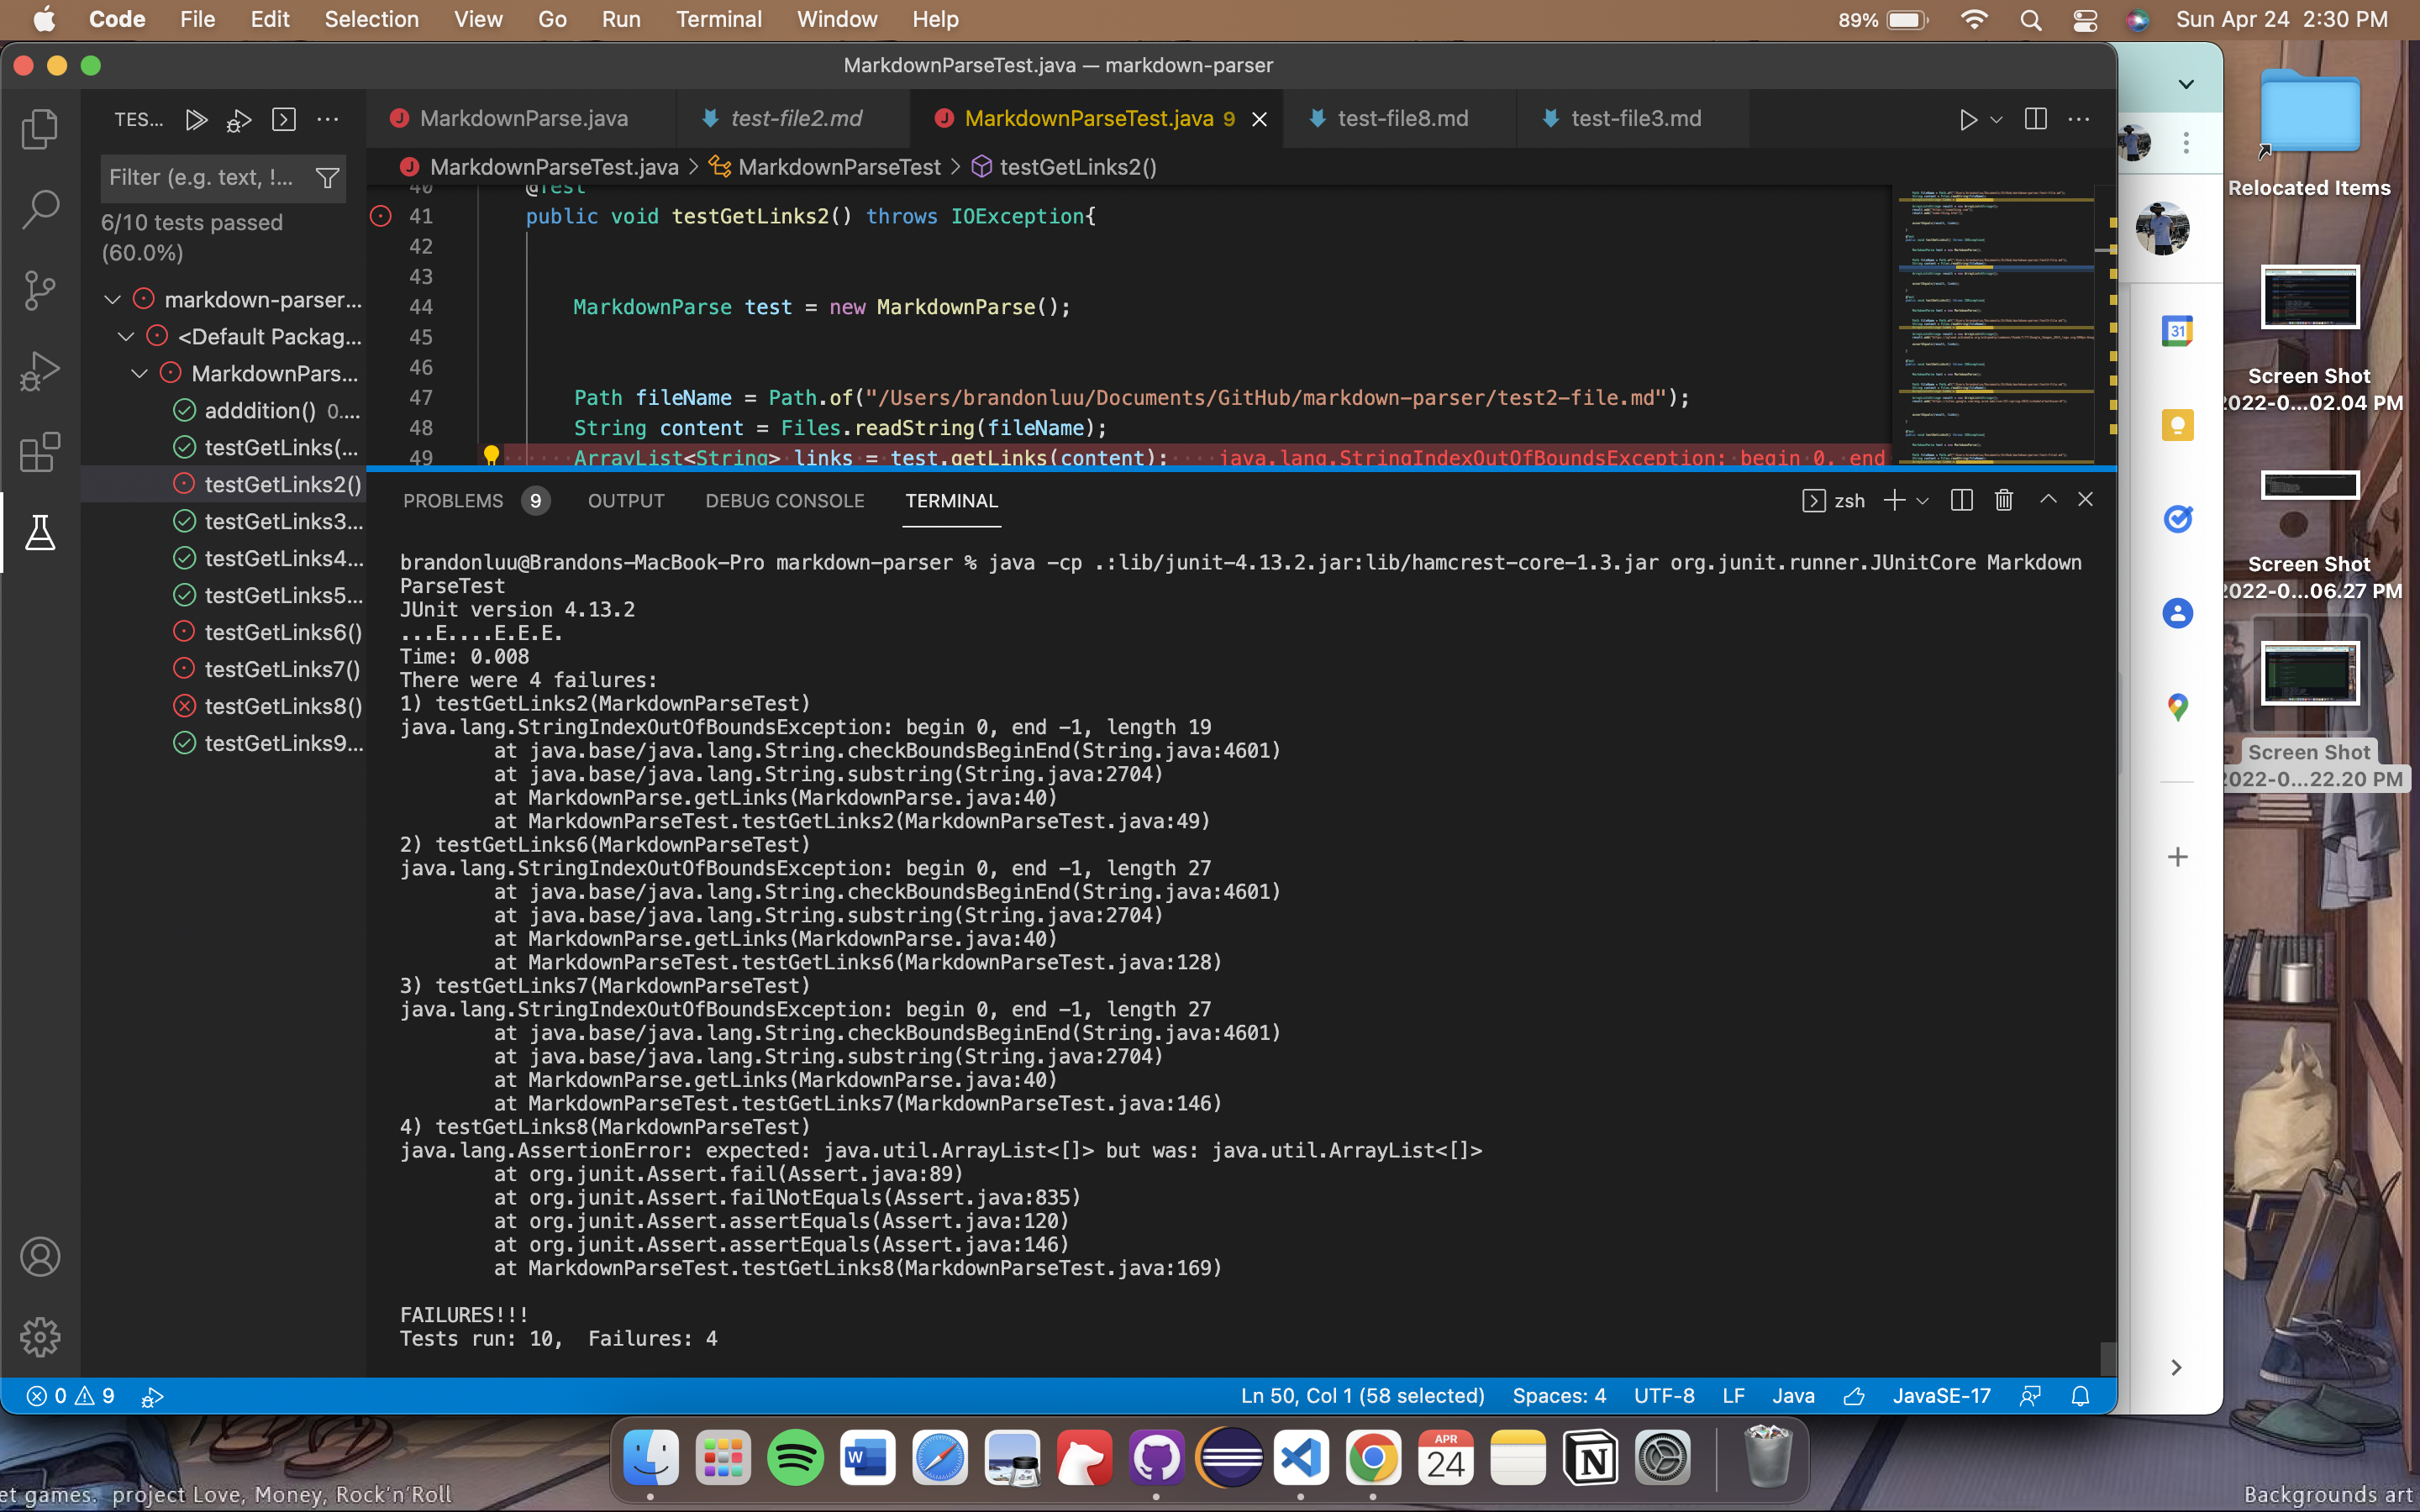 Code File Edit Selection View Go Run Terminal Window Help 89% Sun Apr 24 2:30 PM
MarkdownParseTest.java — markdown-parser
TES...
MarkdownParse.java test-file2.md MarkdownParseTest.java 9 test-file8.md test-file3.md
MarkdownParseTest.java > MarkdownParseTest > testGetLinks2()
Filter (e.g. text, !...
6/10 tests passed
(60.0%)
markdown-parser...
<Default Packag...
MarkdownPars...
adddition() 0....
testGetLinks(...
testGetLinks2()
testGetLinks3...
testGetLinks4...
testGetLinks5...
testGetLinks6()
testGetLinks7()
testGetLinks8()
testGetLinks9...
40 @Test
41 public void testGetLinks2() throws IOException{
42
43
44 MarkdownParse test = new MarkdownParse();
45
46
47 Path fileName = Path.of("/Users/brandonluu/Documents/GitHub/markdown-parser/test2-file.md");
48 String content = Files.readString(fileName);
49 ArrayList<String> links = test.getLinks(content); java.lang.StringIndexOutOfBoundsException: begin 0, end
PROBLEMS 9 OUTPUT DEBUG CONSOLE TERMINAL zsh
brandonluu@Brandons-MacBook-Pro markdown-parser % java -cp .:lib/junit-4.13.2.jar:lib/hamcrest-core-1.3.jar org.junit.runner.JUnitCore Markdown
ParseTest
JUnit version 4.13.2
...E....E.E.E.
Time: 0.008
There were 4 failures:
1) testGetLinks2(MarkdownParseTest)
java.lang.StringIndexOutOfBoundsException: begin 0, end -1, length 19
at java.base/java.lang.String.checkBoundsBeginEnd(String.java:4601)
at java.base/java.lang.String.substring(String.java:2704)
at MarkdownParse.getLinks(MarkdownParse.java:40)
at MarkdownParseTest.testGetLinks2(MarkdownParseTest.java:49)
2) testGetLinks6(MarkdownParseTest)
java.lang.StringIndexOutOfBoundsException: begin 0, end -1, length 27
at java.base/java.lang.String.checkBoundsBeginEnd(String.java:4601)
at java.base/java.lang.String.substring(String.java:2704)
at MarkdownParse.getLinks(MarkdownParse.java:40)
at MarkdownParseTest.testGetLinks6(MarkdownParseTest.java:128)
3) testGetLinks7(MarkdownParseTest)
java.lang.StringIndexOutOfBoundsException: begin 0, end -1, length 27
at java.base/java.lang.String.checkBoundsBeginEnd(String.java:4601)
at java.base/java.lang.String.substring(String.java:2704)
at MarkdownParse.getLinks(MarkdownParse.java:40)
at MarkdownParseTest.testGetLinks7(MarkdownParseTest.java:146)
4) testGetLinks8(MarkdownParseTest)
java.lang.AssertionError: expected: java.util.ArrayList<[]> but was: java.util.ArrayList<[]>
at org.junit.Assert.fail(Assert.java:89)
at org.junit.Assert.failNotEquals(Assert.java:835)
at org.junit.Assert.assertEquals(Assert.java:120)
at org.junit.Assert.assertEquals(Assert.java:146)
at MarkdownParseTest.testGetLinks8(MarkdownParseTest.java:169)
FAILURES!!!
Tests run: 10, Failures: 4
0 9 Ln 50, Col 1 (58 selected) Spaces: 4 UTF-8 LF Java JavaSE-17
31
Relocated Items
Screen Shot
2022-0...02.04 PM
Screen Shot
2022-0...06.27 PM
Screen Shot
2022-0...22.20 PM
W
APR
24
N
et games. project Love, Money, Rock'n'Roll
Backgrounds art